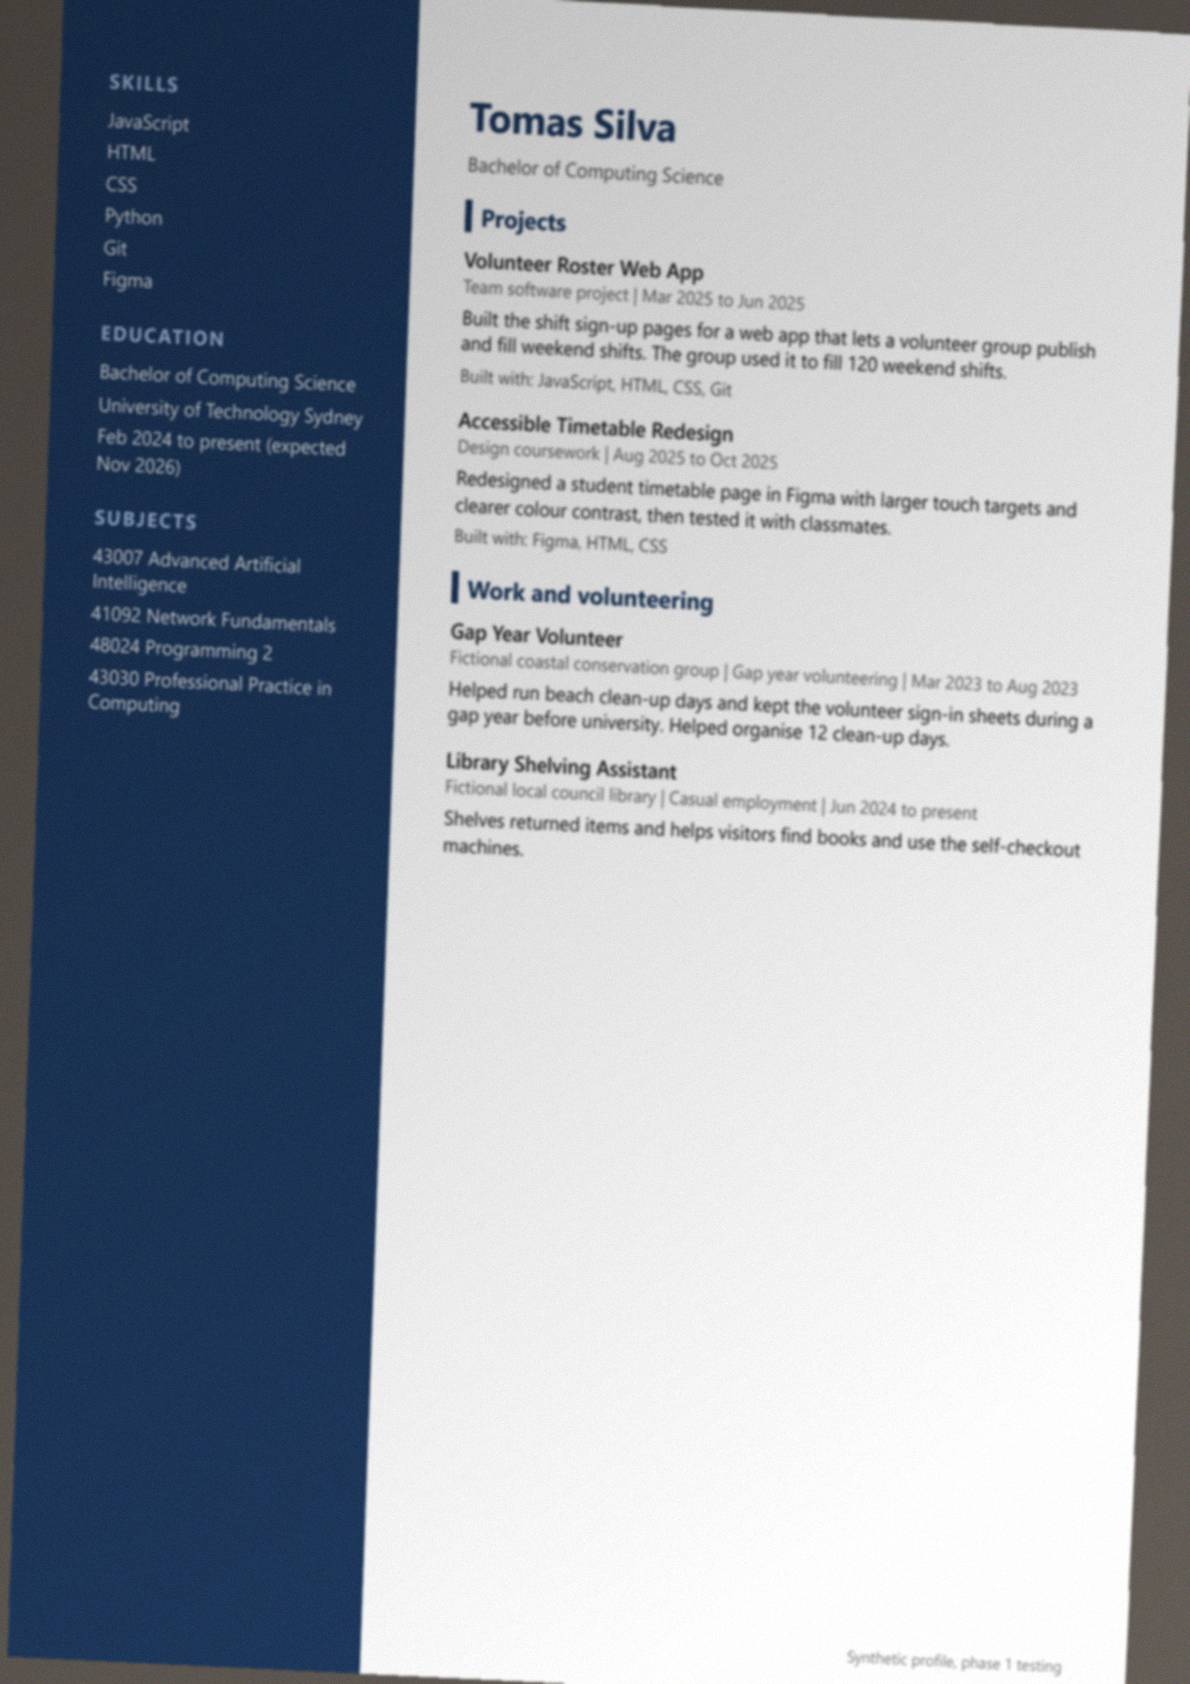 SKILLS
JavaScript
HTML
CSS
Python
Git
Figma
EDUCATION
Bachelor of Computing Science
University of Technology Sydney
Feb 2024 to present (expected
Nov 2026)
SUBJECTS
43007 Advanced Artificial
Intelligence
41092 Network Fundamentals
48024 Programming 2
43030 Professional Practice in
Computing
Tomas Silva
Bachelor of Computing Science
Projects
Volunteer Roster Web App
Team software project | Mar 2025 to Jun 2025
Built the shift sign-up pages for a web app that lets a volunteer group publish
and fill weekend shifts. The group used it to fill 120 weekend shifts.
Built with: JavaScript, HTML, CSS, Git
Accessible Timetable Redesign
Design coursework | Aug 2025 to Oct 2025
Redesigned a student timetable page in Figma with larger touch targets and
clearer colour contrast, then tested it with classmates.
Built with: Figma, HTML, CSS
Work and volunteering
Gap Year Volunteer
Fictional coastal conservation group | Gap year volunteering | Mar 2023 to Aug 2023
Helped run beach clean-up days and kept the volunteer sign-in sheets during a
gap year before university. Helped organise 12 clean-up days.
Library Shelving Assistant
Fictional local council library | Casual employment | Jun 2024 to present
Shelves returned items and helps visitors find books and use the self-checkout
machines.
Synthetic profile, phase 1 testing